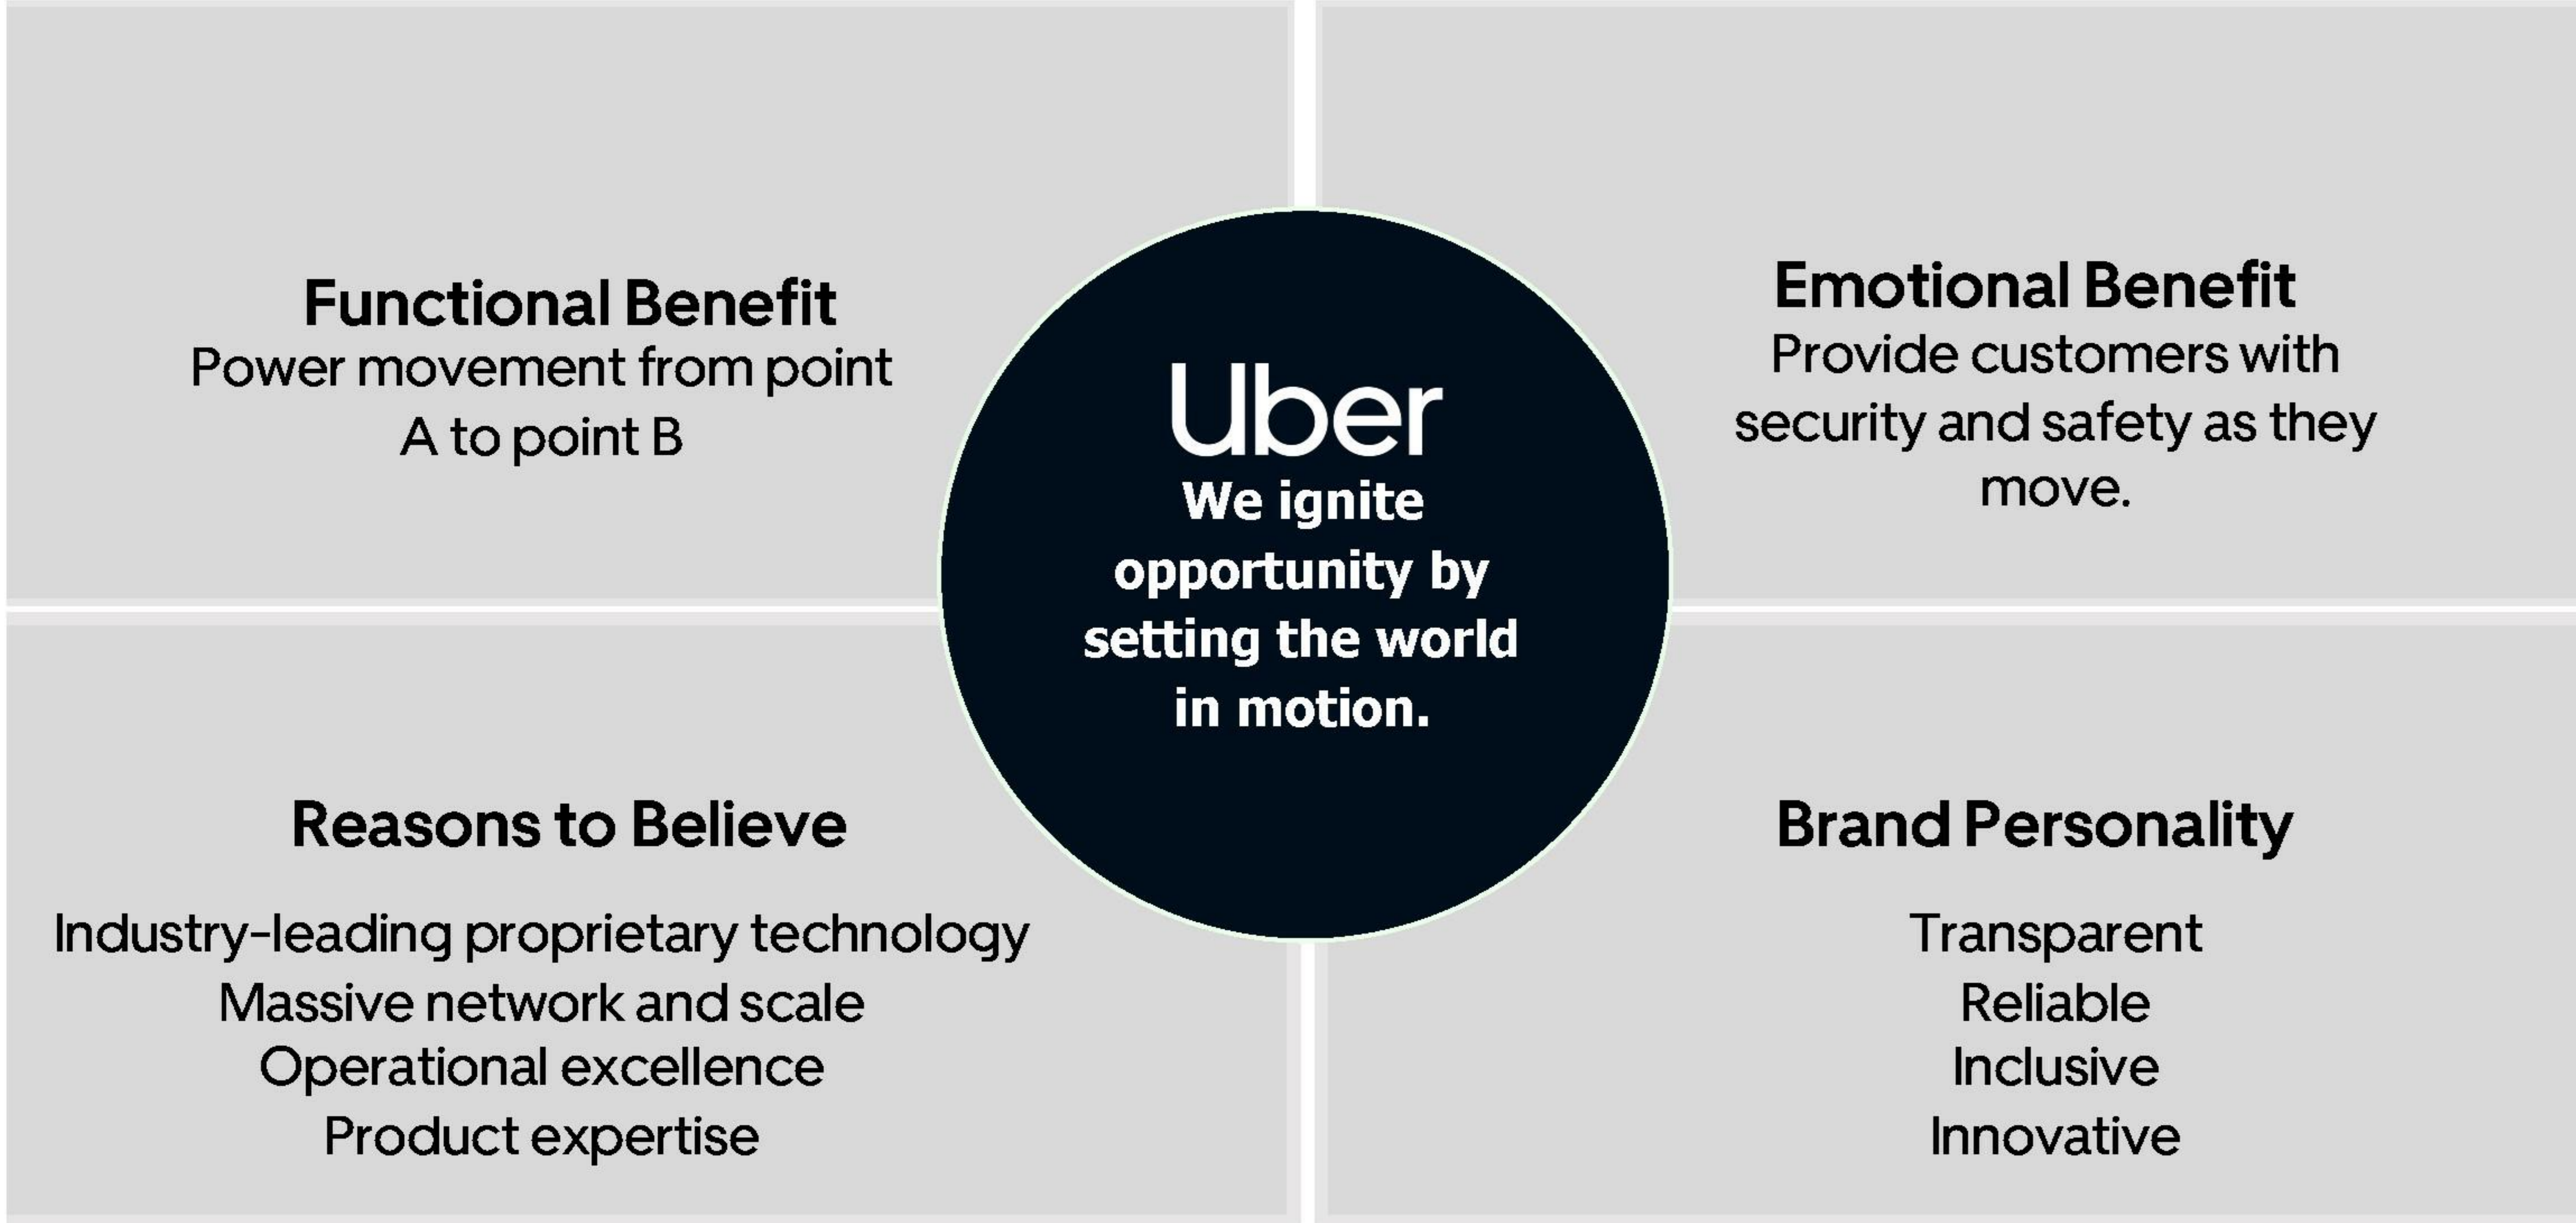 Functional Benefit
Power movement from point
A to point B
Emotional Benefit
Provide customers with
security and safety as they
move.
Uber
We ignite
opportunity by
setting the world
in motion.
Reasons to Believe
Industry-leading proprietary technology
Massive network and scale
Operational excellence
Product expertise
Brand Personality
Transparent
Reliable
Inclusive
Innovative